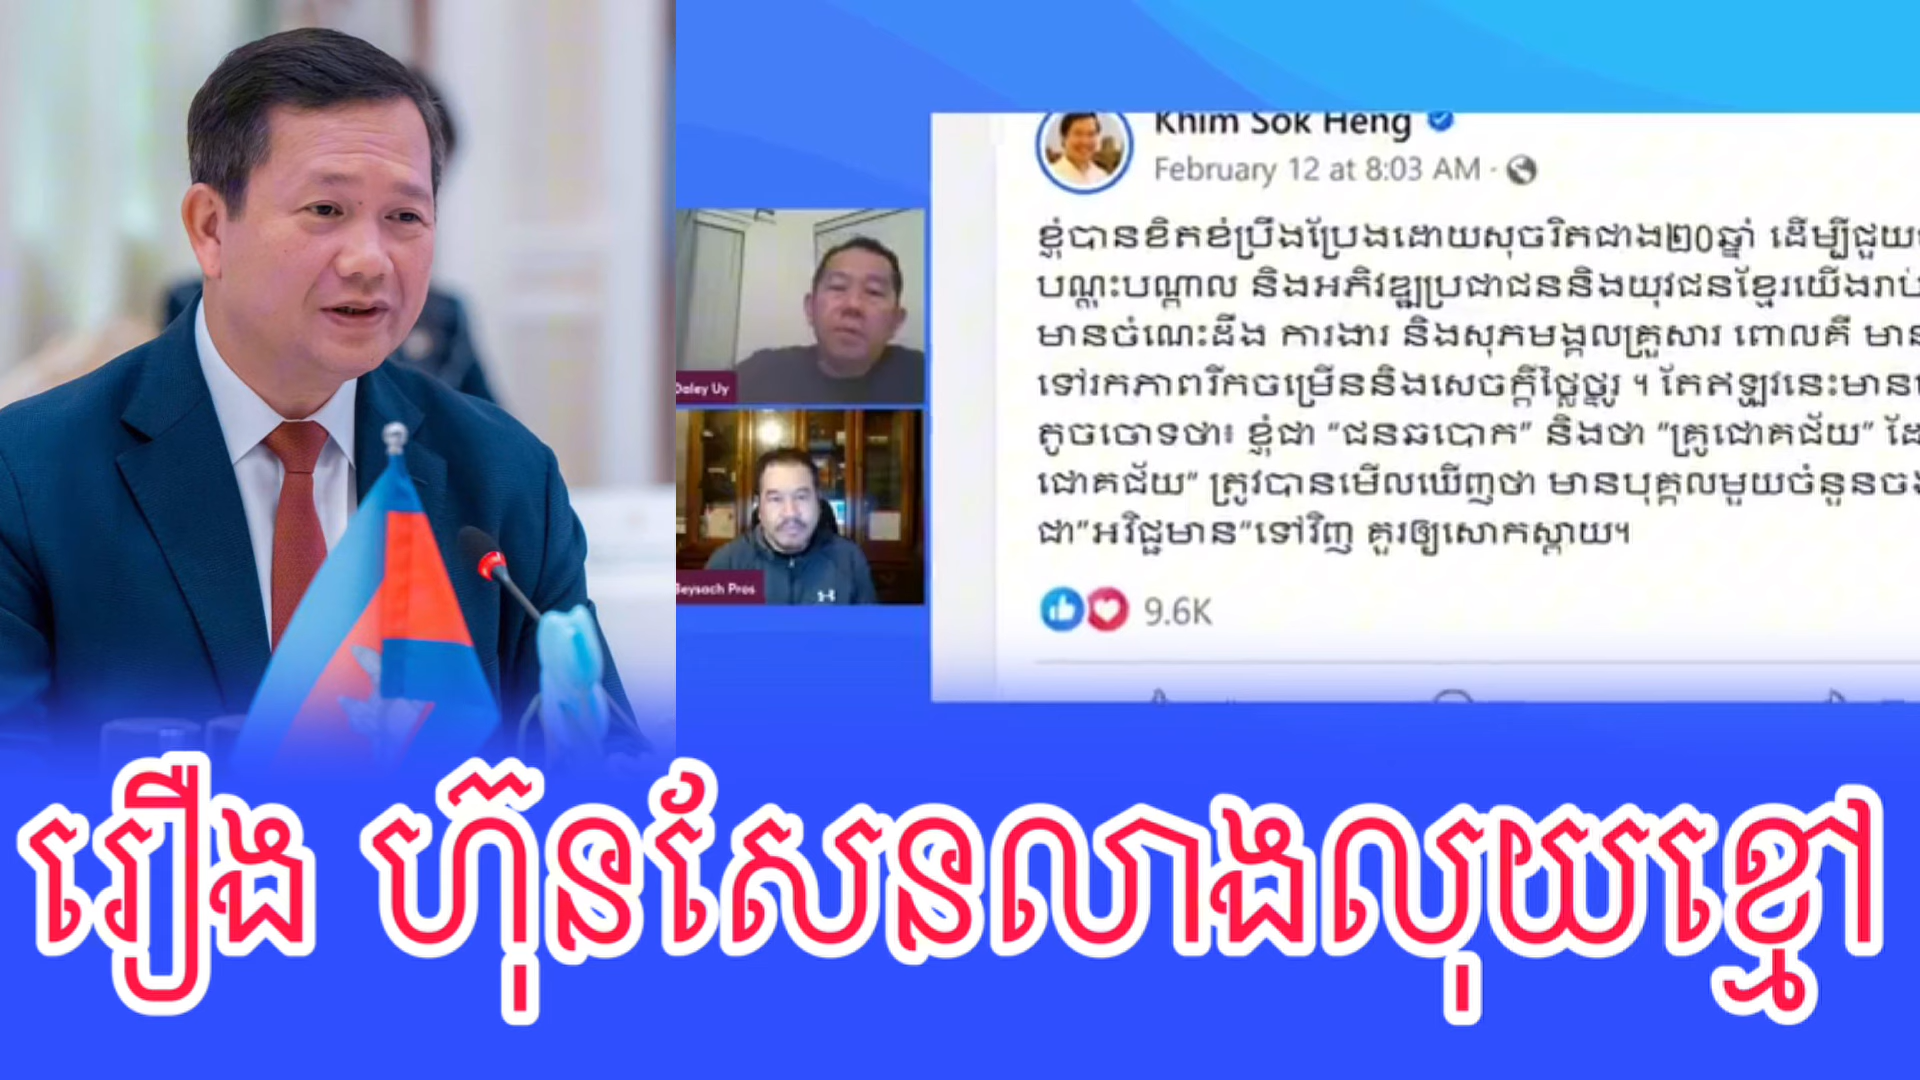 Khim Sok Heng
February 12 at 8:03 AM ·
ខ្ញុំបានខិតខំប្រឹងប្រែងដោយសុចរិតជាង២០ឆ្នាំ ដើម្បីជួយ
បណ្តុះបណ្តាល និងអភិវឌ្ឍប្រជាជននិងយុវជនខ្មែរយើងរាប់
មានចំណេះដឹង ការងារ និងសុភមង្គលគ្រួសារ ពោលគឺ មាន
ទៅរកភាពរីកចម្រើននិងសេចក្តីថ្លៃថ្នូរ ។ តែឥឡូវនេះមាន
តូចចោទថា៖ ខ្ញុំជា “ជនឆបោក” និងថា “គ្រូជោគជ័យ” ដែ
ជោគជ័យ” ត្រូវបានមើលឃើញថា មានបុគ្គលមួយចំនួនចង់
ជា”អវិជ្ជមាន”ទៅវិញ គួរឲ្យសោកស្តាយ។
9.6K
Daley Uy
Seysach Pros
រឿង ហ៊ុនសែនលាងលុយខ្មៅ